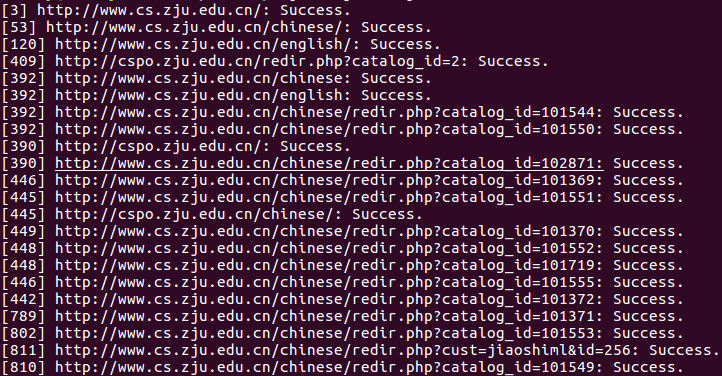 [3] http://www.cs.zju.edu.cn/: Success.
[53] http://www.cs.zju.edu.cn/chinese/: Success.
[120] http://www.cs.zju.edu.cn/english/: Success.
[409] http://cspo.zju.edu.cn/redir.php?catalog_id=2: Success.
[392] http://www.cs.zju.edu.cn/chinese: Success.
[392] http://www.cs.zju.edu.cn/english: Success.
[392] http://www.cs.zju.edu.cn/chinese/redir.php?catalog_id=101544: Success.
[392] http://www.cs.zju.edu.cn/chinese/redir.php?catalog_id=101550: Success.
[390] http://cspo.zju.edu.cn/: Success.
[390] http://www.cs.zju.edu.cn/chinese/redir.php?catalog_id=102871: Success.
[446] http://www.cs.zju.edu.cn/chinese/redir.php?catalog_id=101369: Success.
[445] http://www.cs.zju.edu.cn/chinese/redir.php?catalog_id=101551: Success.
[445] http://cspo.zju.edu.cn/chinese/: Success.
[449] http://www.cs.zju.edu.cn/chinese/redir.php?catalog_id=101370: Success.
[448] http://www.cs.zju.edu.cn/chinese/redir.php?catalog_id=101552: Success.
[448] http://www.cs.zju.edu.cn/chinese/redir.php?catalog_id=101719: Success.
[446] http://www.cs.zju.edu.cn/chinese/redir.php?catalog_id=101555: Success.
[442] http://www.cs.zju.edu.cn/chinese/redir.php?catalog_id=101372: Success.
[789] http://www.cs.zju.edu.cn/chinese/redir.php?catalog_id=101371: Success.
[802] http://www.cs.zju.edu.cn/chinese/redir.php?catalog_id=101553: Success.
[811] http://www.cs.zju.edu.cn/chinese/redir.php?cust=jiaoshiml&id=256: Success.
[810] http://www.cs.zju.edu.cn/chinese/redir.php?catalog_id=101549: Success.